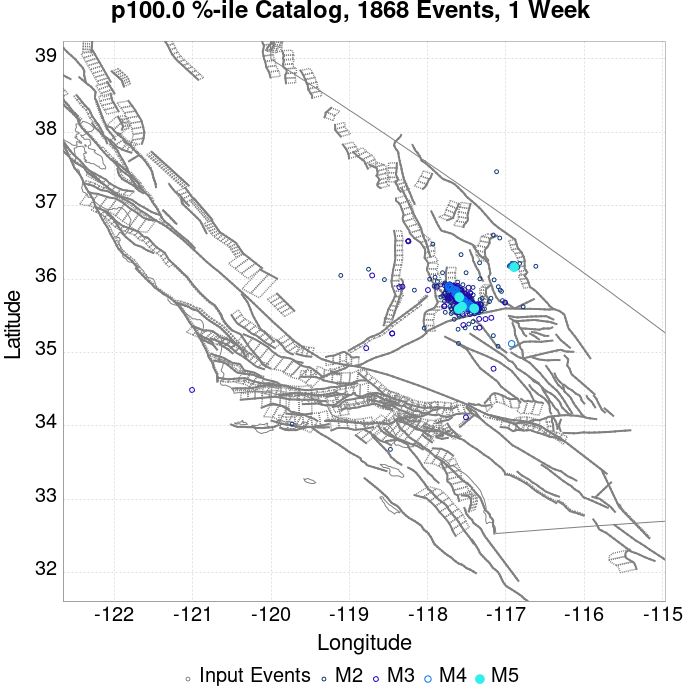 p100.0 %-ile Catalog, 1868 Events, 1 Week
39
38
37
36
35
34
33
32
Latitude
-122 -121 -120 -119 -118 -117 -116 -115
Longitude
Input Events M2 M3 M4 M5